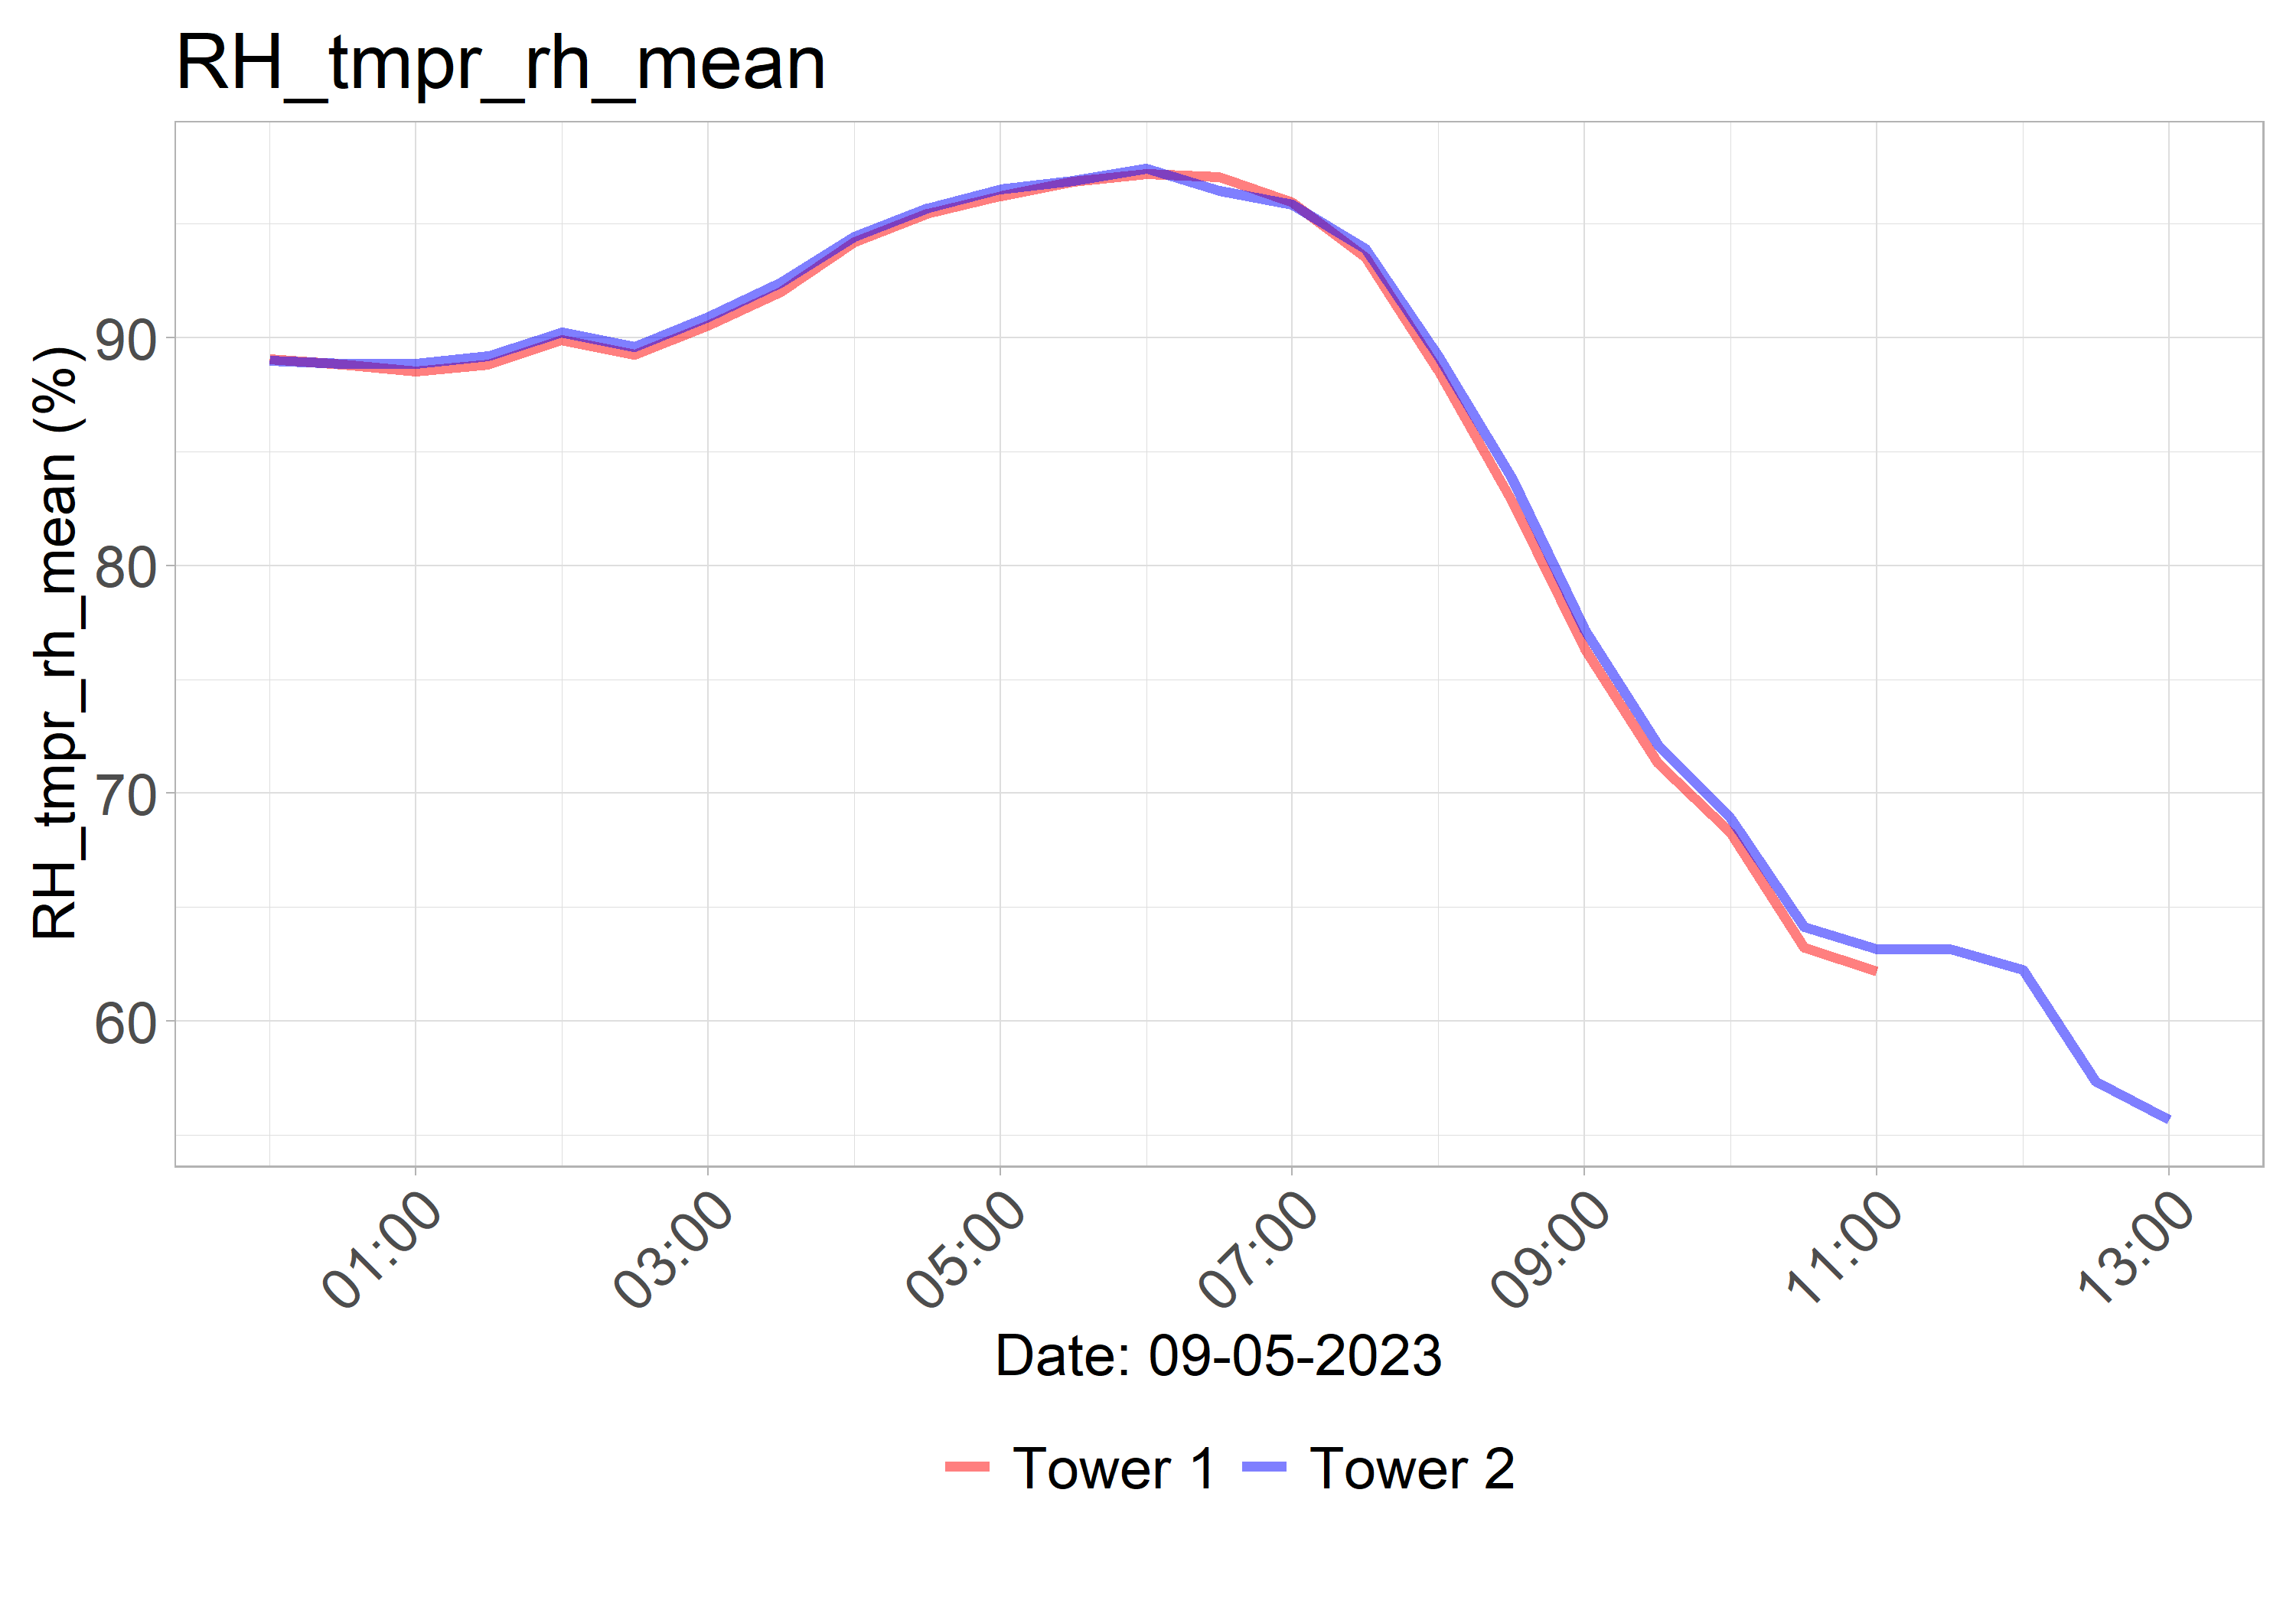 RH_tmpr_rh_mean
RH_tmpr_rh_mean (%)
90
80
70
60
01:00
03:00
05:00
07:00
09:00
11:00
13:00
Date: 09-05-2023
Tower 1
Tower 2